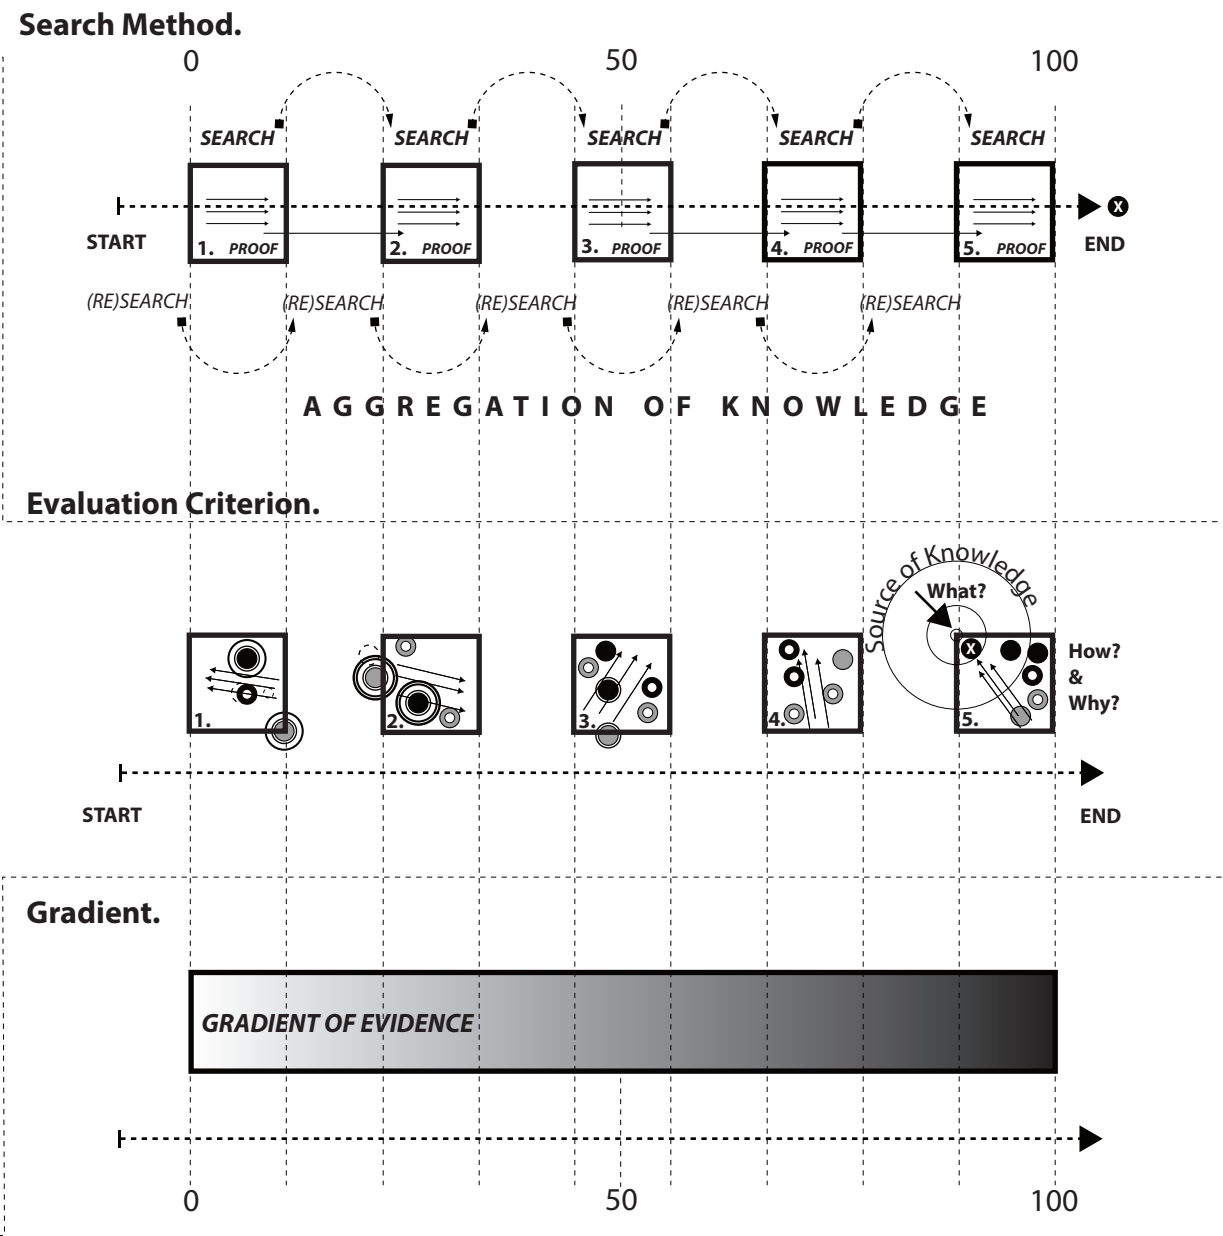 Search Method.
0 50 100
SEARCH SEARCH SEARCH SEARCH SEARCH
X
START
END
1. PROOF 2. PROOF 3. PROOF 4. PROOF 5. PROOF
(RE)SEARCH (RE)SEARCH (RE)SEARCH (RE)SEARCH (RE)SEARCH
AGGREGATION OF KNOWLEDGE
Evaluation Criterion.
Source of Knowledge
What?
X
How?
&
Why?
1. 2. 3. 4. 5.
START END
Gradient.
GRADIENT OF EVIDENCE
0 50 100